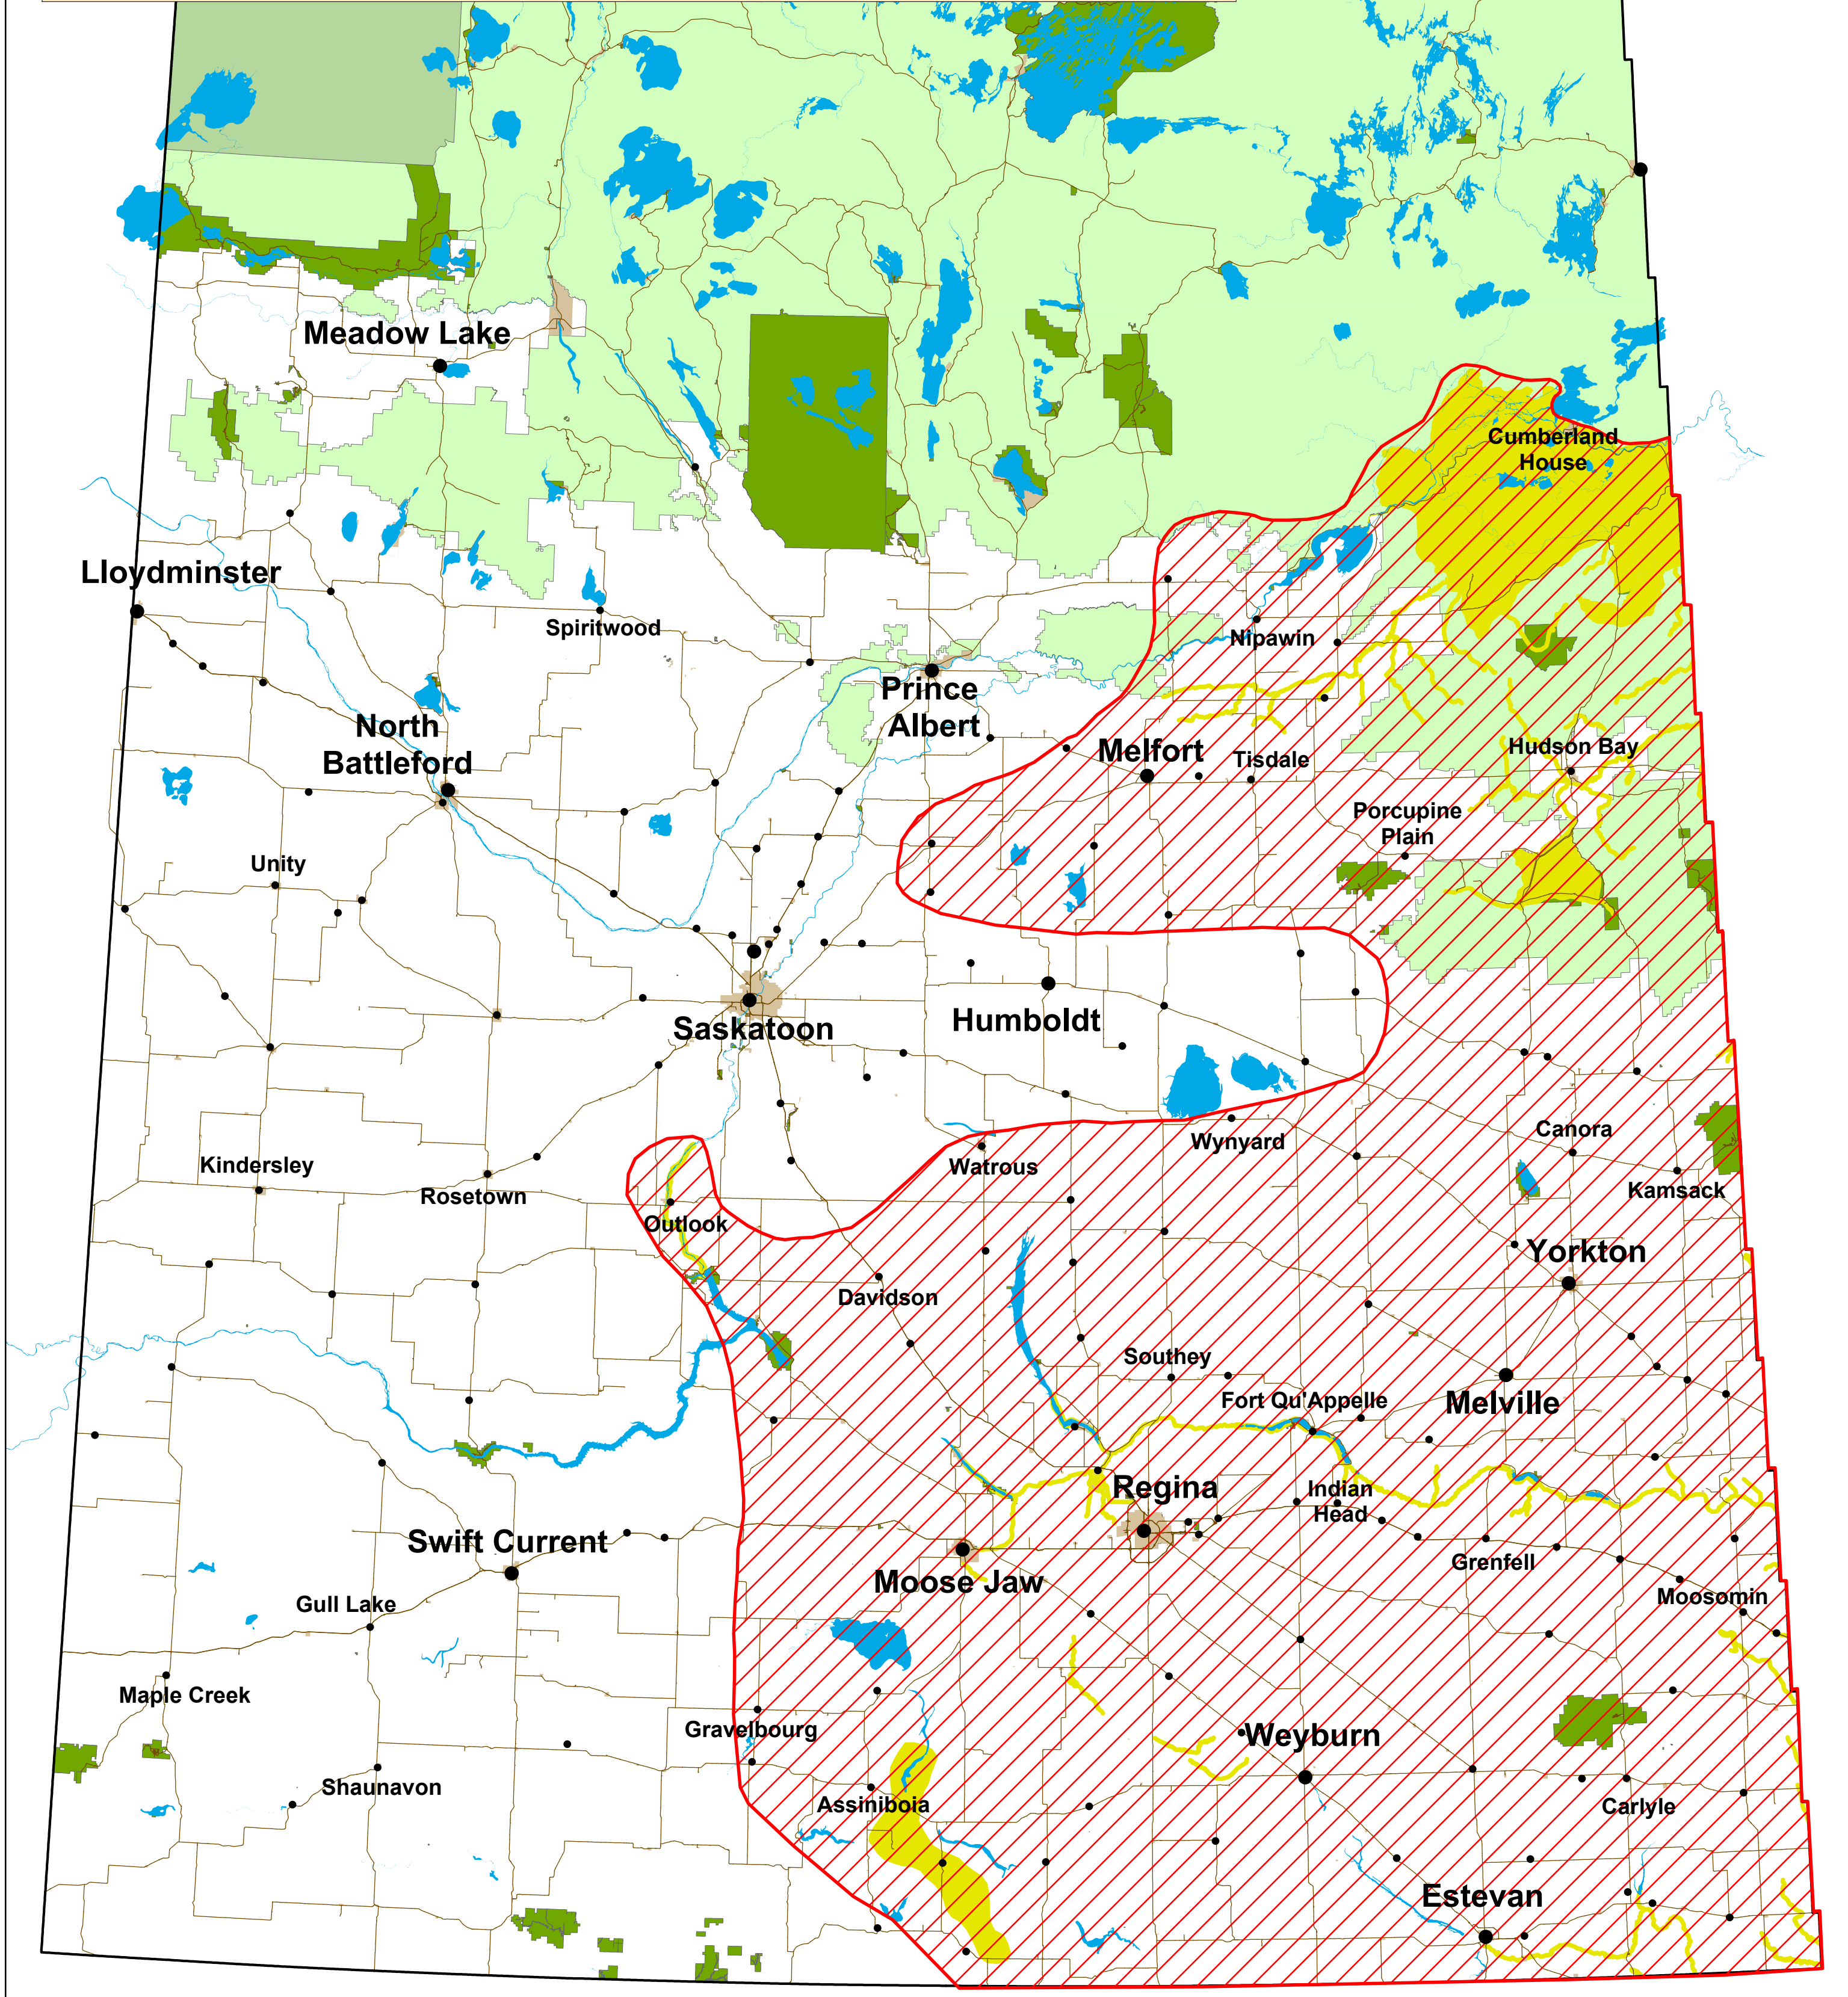 Meadow Lake
Cumberland
House
Lloydminster
Spiritwood
Nipawin
Prince
Albert
North
Battleford
Melfort
Tisdale
Hudson Bay
Porcupine
Plain
Unity
Saskatoon
Humboldt
Canora
Wynyard
Watrous
Kindersley
Rosetown
Kamsack
Outlook
Yorkton
Davidson
Southey
Fort Qu'Appelle
Melville
Regina
Indian
Head
Swift Current
Grenfell
Moose Jaw
Moosomin
Gull Lake
Maple Creek
Gravelbourg
Weyburn
Shaunavon
Assiniboia
Carlyle
Estevan